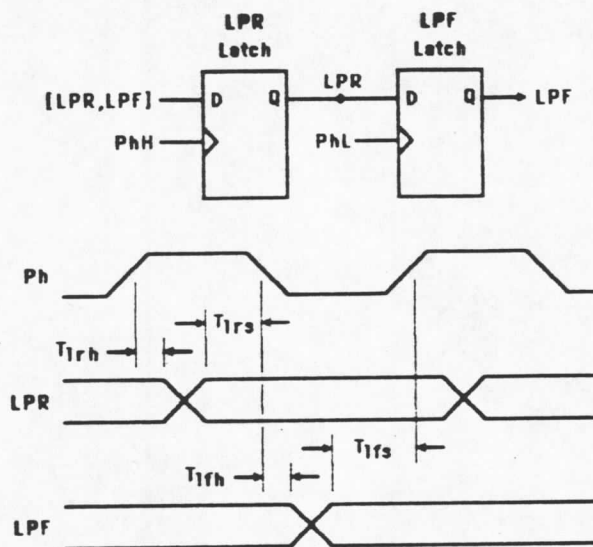 LPR LPF
Latch Latch
LPR
[LPR,LPF] D Q D Q LPF
PhH PhL
Ph
T1rs
T1rh
LPR
T1fs
T1fh
LPF